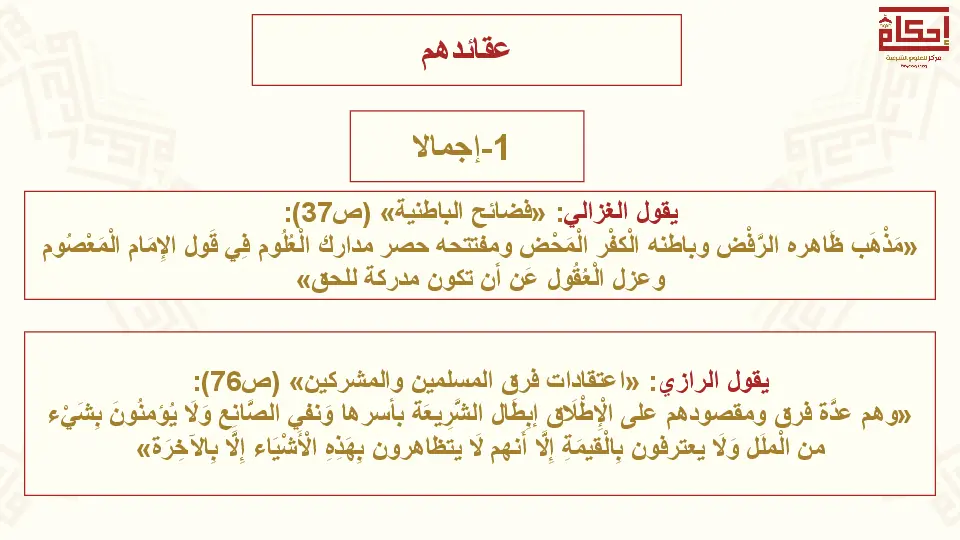 إحكام
مركز للعلوم الشرعية
عقائدهم
1-إجمالا
يقول الغزالي: «فضائح الباطنية» (ص37):
«مَذْهَب ظَاهره الرَّفْض وباطنه الْكفْر الْمَحْض ومفتتحه حصر مدارك الْعُلُوم فِي قَول الإِمَام الْمَعْصُوم
وعزل الْعُقُول عَن أن تكون مدركة للحق»
يقول الرازي: «اعتقادات فرق المسلمين والمشركين» (ص76):
«وهم عدَّة فرق ومقصودهم على الْإِطْلَاق إبطَال الشَّرِيعَة بأسرها وَنفي الصَّانِع وَلَا يُؤمنُونَ بِشَيْء
من الْملَل وَلَا يعترفون بِالْقيمَةِ إِلَّا أَنهم لَا يتظاهرون بِهَذِهِ الْأَشْيَاء إِلَّا بِالآخِرَة»